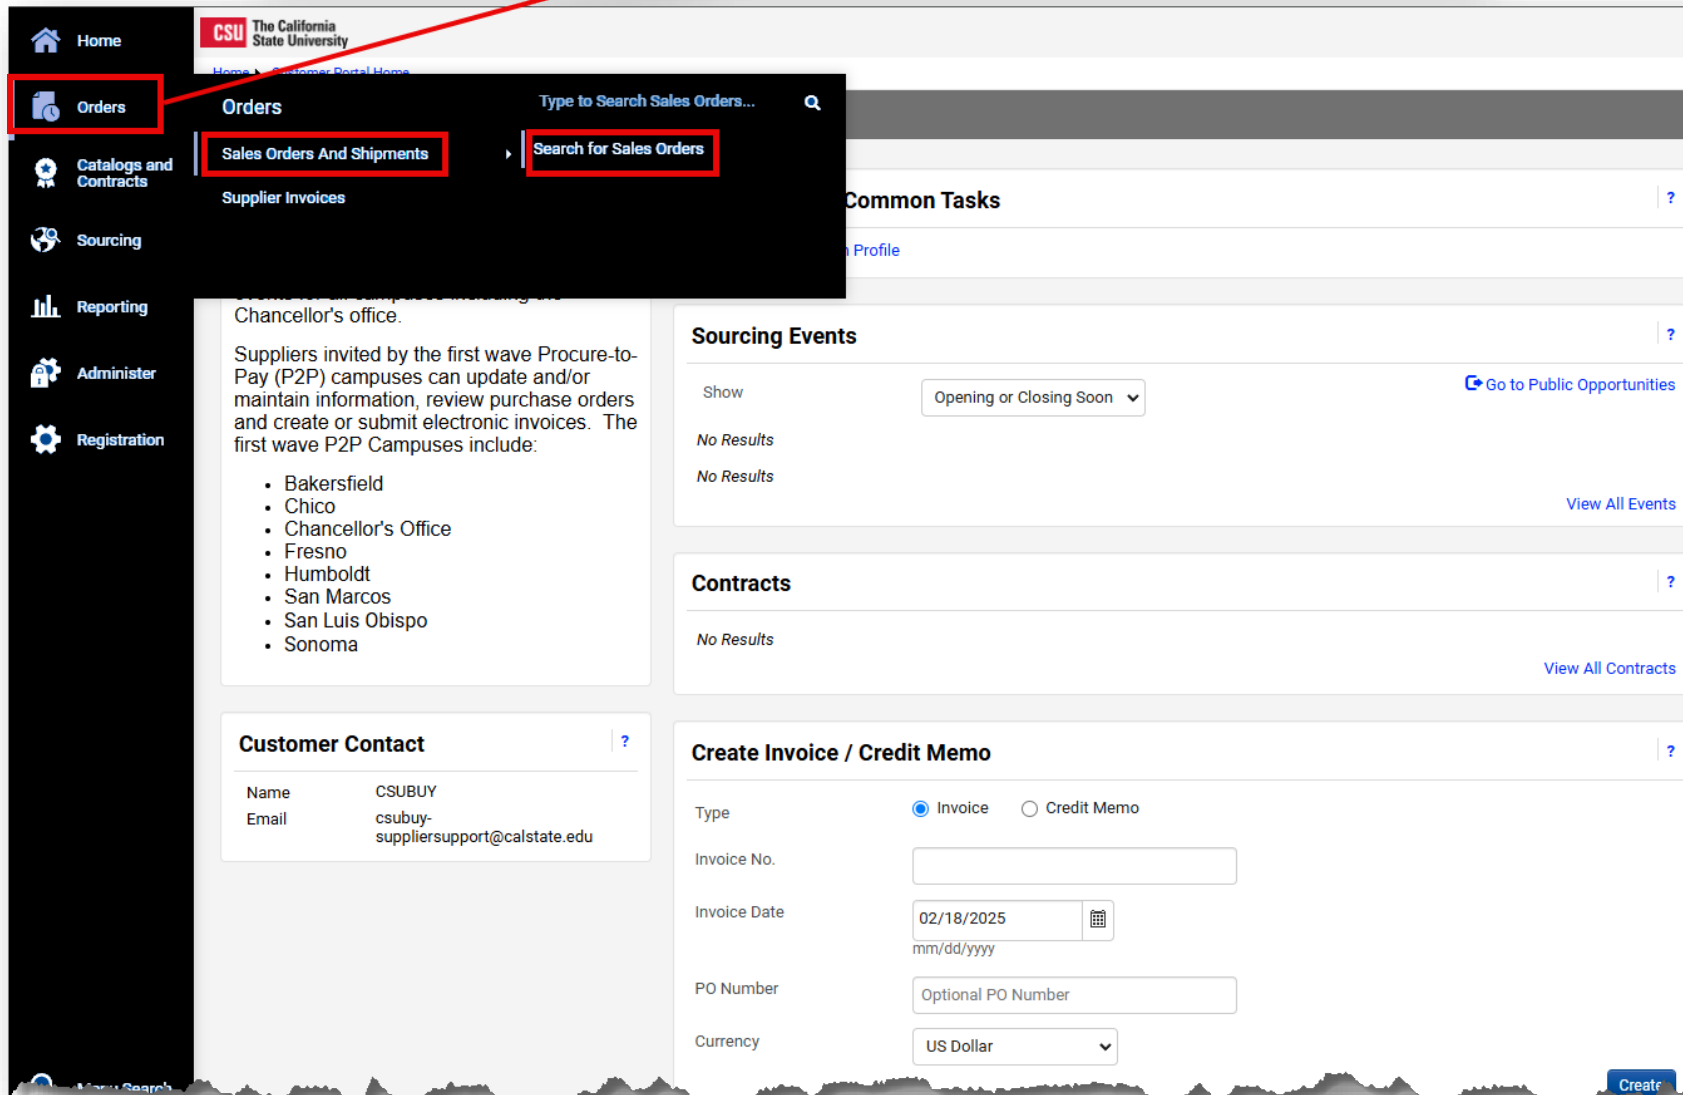 Home
Orders
Catalogs and
Contracts
Sourcing
Reporting
Administer
Registration
CSU The California
State University
Home Customer Portal Home
Orders
Type to Search Sales Orders...
Sales Orders And Shipments
Search for Sales Orders
Supplier Invoices
Common Tasks
?
Profile
Chancellor's office.
Suppliers invited by the first wave Procure-to-
Pay (P2P) campuses can update and/or
maintain information, review purchase orders
and create or submit electronic invoices. The
first wave P2P Campuses include:
• Bakersfield
• Chico
• Chancellor's Office
• Fresno
• Humboldt
• San Marcos
• San Luis Obispo
• Sonoma
Customer Contact ?
Name CSUBUY
Email csubuy-
suppliersupport@calstate.edu
Sourcing Events ?
Show Opening or Closing Soon
Go to Public Opportunities
No Results
No Results
View All Events
Contracts ?
No Results
View All Contracts
Create Invoice / Credit Memo ?
Type Invoice Credit Memo
Invoice No.
Invoice Date 02/18/2025
mm/dd/yyyy
PO Number Optional PO Number
Currency US Dollar
Create
Menu Search